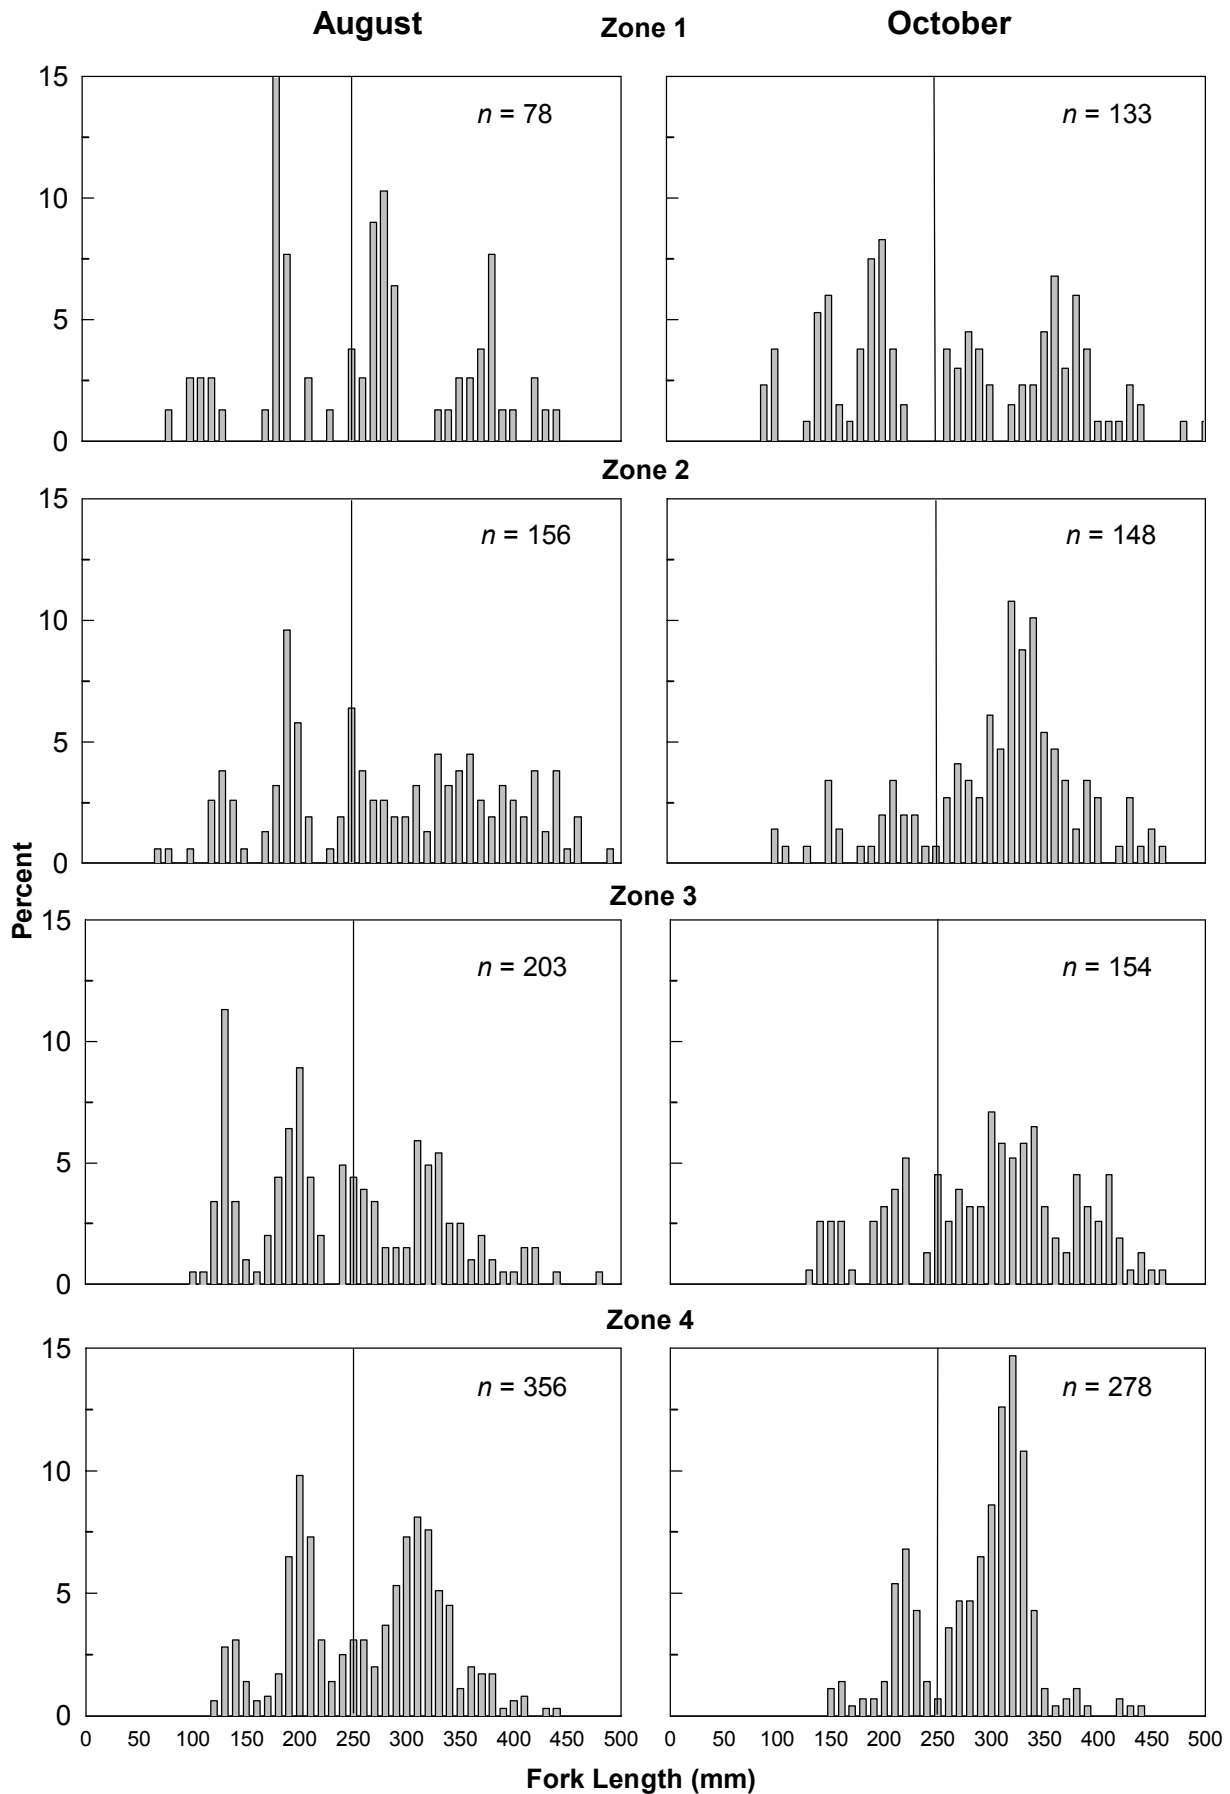 August Zone 1 October
15
n = 78 n = 133
10
5
0
Zone 2
15
n = 156 n = 148
10
5
0
Zone 3
Percent
15
n = 203 n = 154
10
5
0
Zone 4
15
n = 356 n = 278
10
5
0
0 50 100 150 200 250 300 350 400 450 500 0 50 100 150 200 250 300 350 400 450 500
Fork Length (mm)